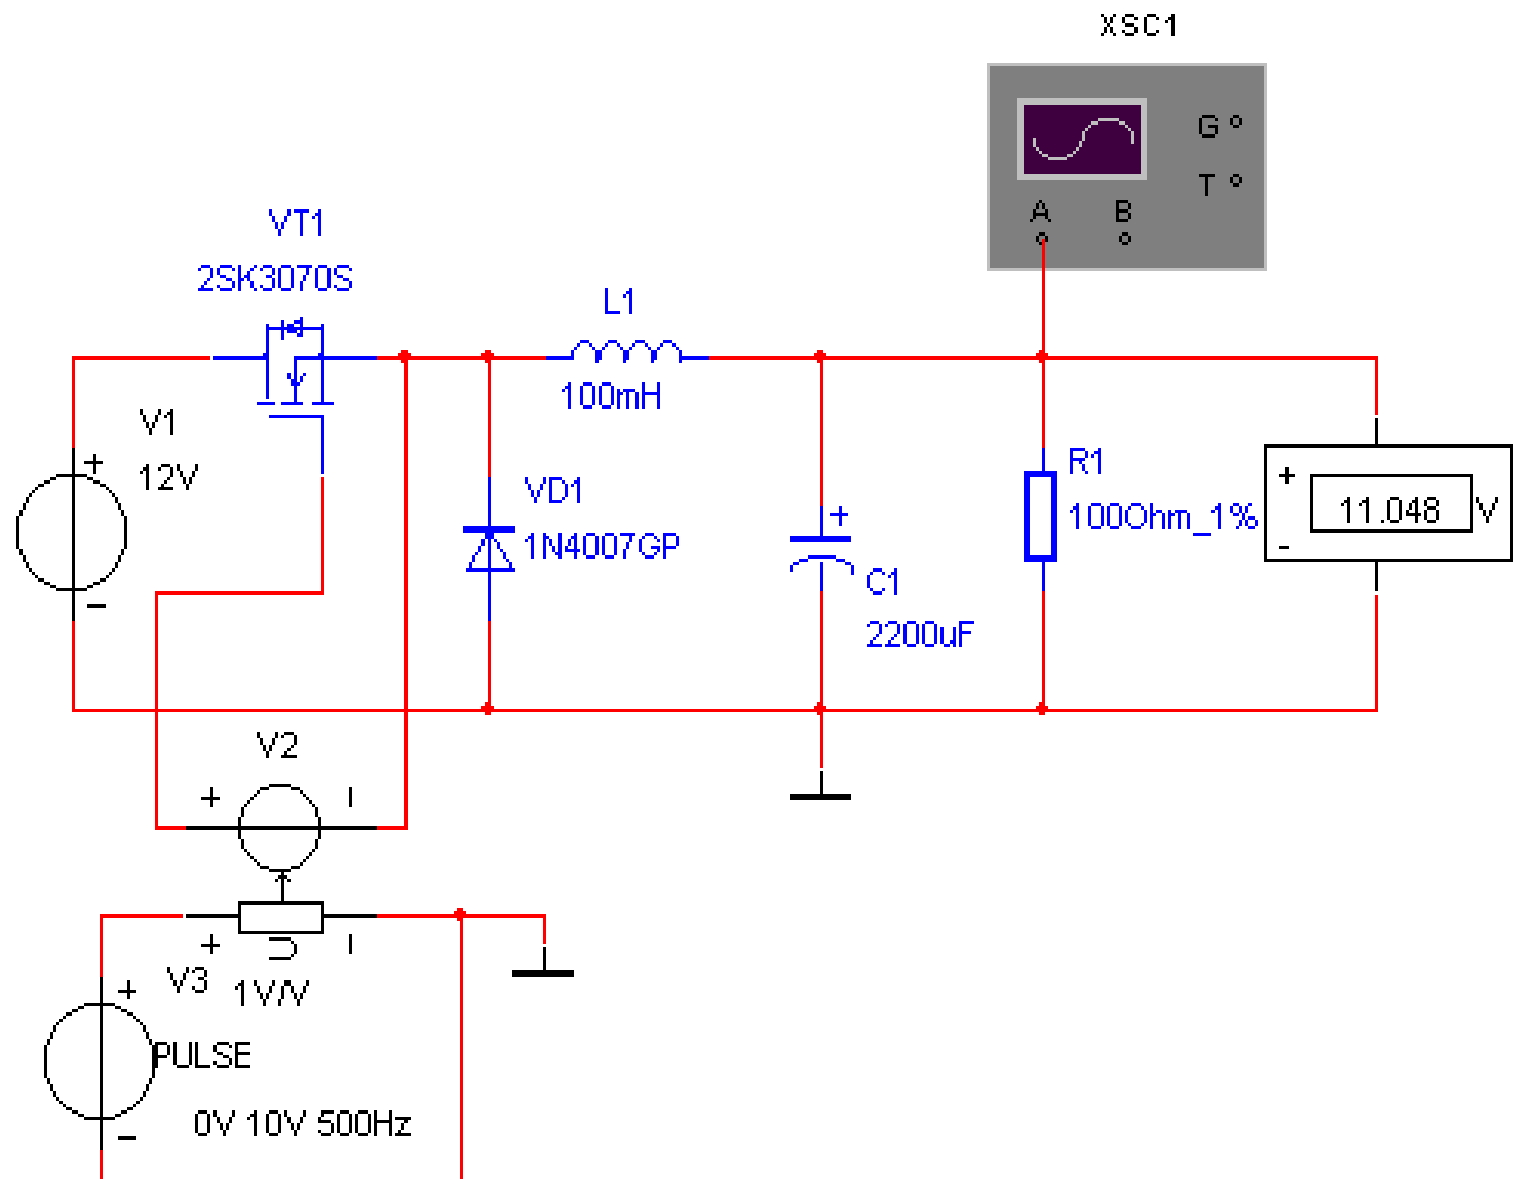 XSC1
G
T
A
B
VT1
2SK3070S
L1
100mH
V1
12V
+
-
VD1
1N4007GP
+
C1
2200uF
R1
100Ohm_1%
+
11.048
V
-
V2
+
-
+
U
-
V3
1V/V
+
PULSE
0V 10V 500Hz
-